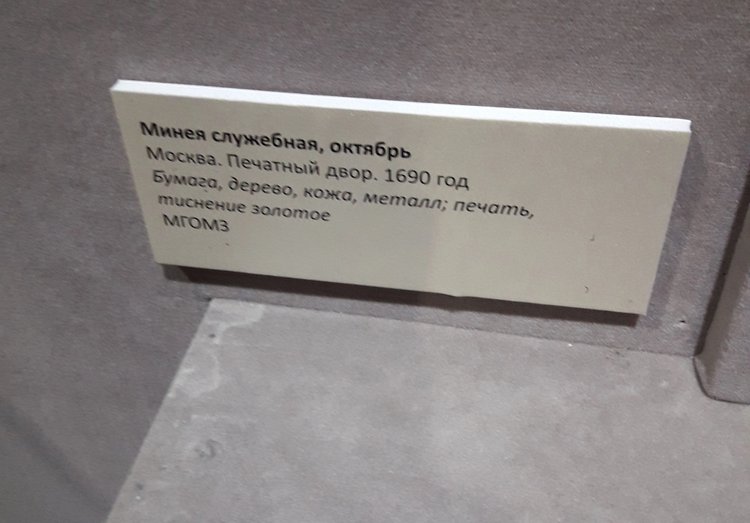 Минея служебная, октябрь
Москва. Печатный двор. 1690 год
Бумага, дерево, кожа, металл; печать,
тиснение золотое
МГОМЗ